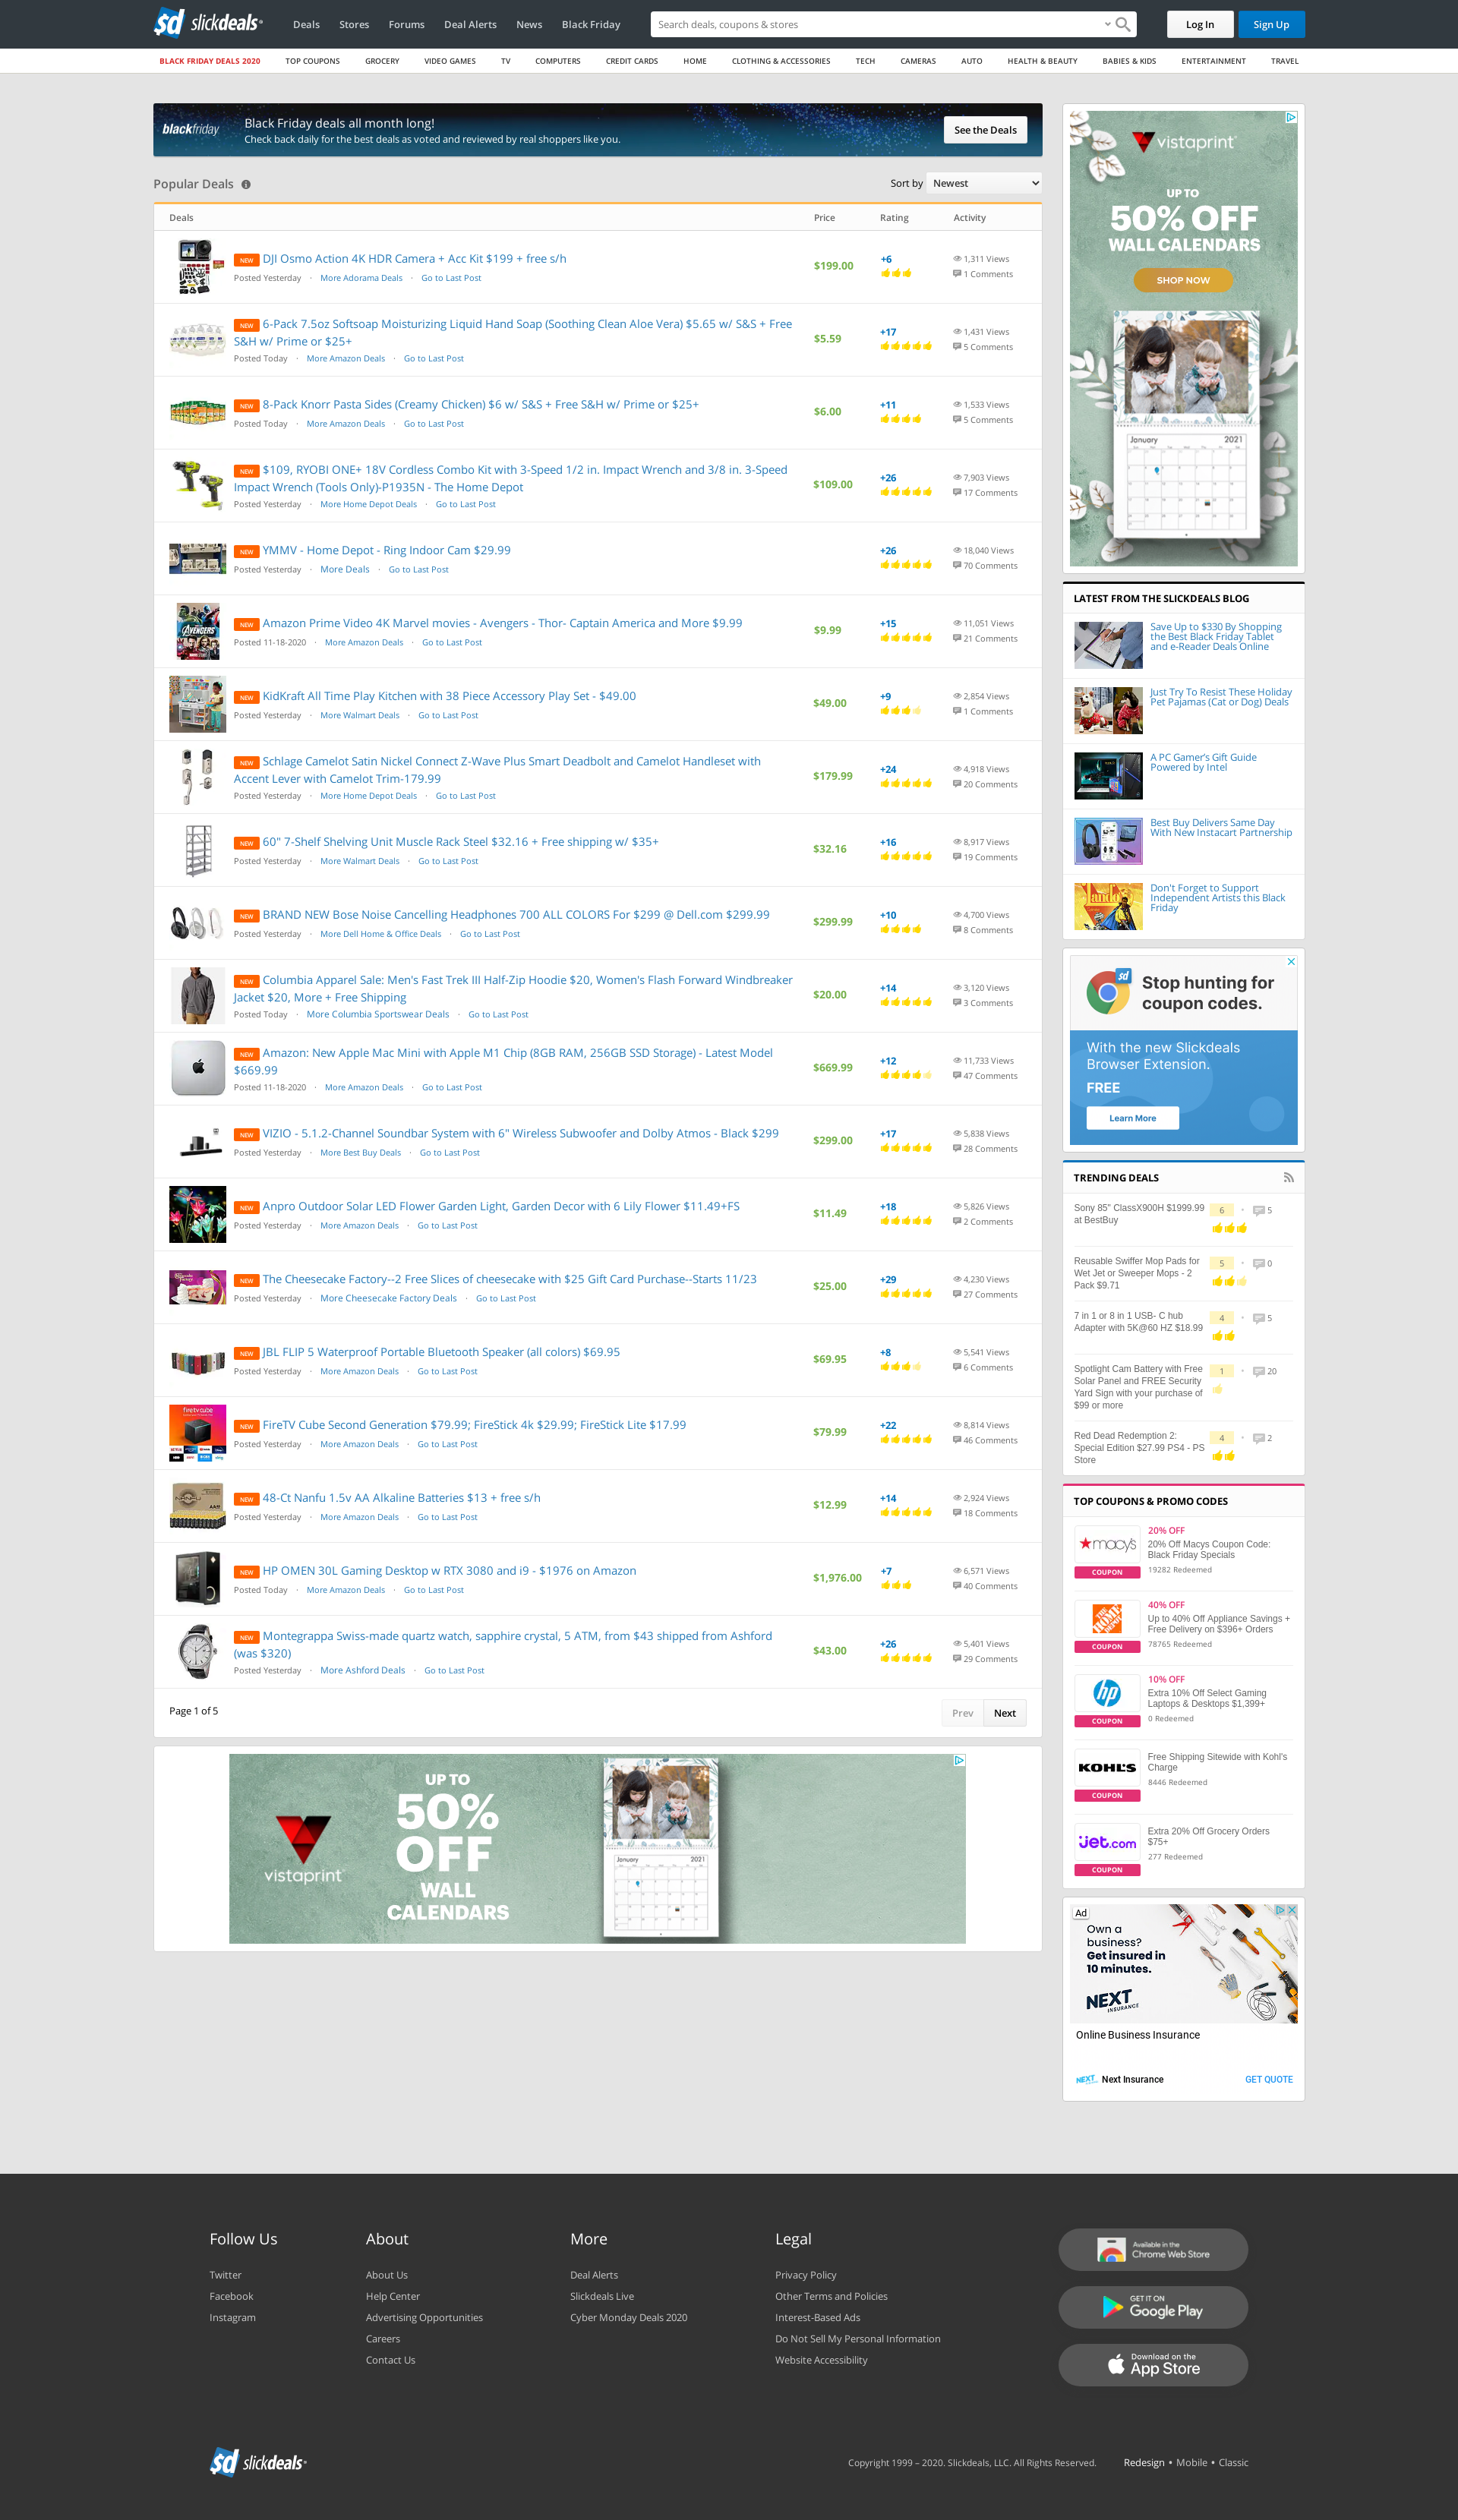 sd slickdeals
Deals Stores Forums Deal Alerts News Black Friday
Search deals, coupons & stores
Log In Sign Up
BLACK FRIDAY DEALS 2020 TOP COUPONS GROCERY VIDEO GAMES TV COMPUTERS CREDIT CARDS HOME CLOTHING & ACCESSORIES TECH CAMERAS AUTO HEALTH & BEAUTY BABIES & KIDS ENTERTAINMENT TRAVEL
blackfriday
Black Friday deals all month long!
Check back daily for the best deals as voted and reviewed by real shoppers like you.
See the Deals
Popular Deals
Sort by Newest
Deals Price Rating Activity
NEW DJI Osmo Action 4K HDR Camera + Acc Kit $199 + free s/h
Posted Yesterday · More Adorama Deals · Go to Last Post
$199.00
+6
1,311 Views
1 Comments
NEW 6-Pack 7.5oz Softsoap Moisturizing Liquid Hand Soap (Soothing Clean Aloe Vera) $5.65 w/ S&S + Free
S&H w/ Prime or $25+
Posted Today · More Amazon Deals · Go to Last Post
$5.59
+17
1,431 Views
5 Comments
NEW 8-Pack Knorr Pasta Sides (Creamy Chicken) $6 w/ S&S + Free S&H w/ Prime or $25+
Posted Today · More Amazon Deals · Go to Last Post
$6.00
+11
1,533 Views
5 Comments
NEW $109, RYOBI ONE+ 18V Cordless Combo Kit with 3-Speed 1/2 in. Impact Wrench and 3/8 in. 3-Speed
Impact Wrench (Tools Only)-P1935N - The Home Depot
Posted Yesterday · More Home Depot Deals · Go to Last Post
$109.00
+26
7,903 Views
17 Comments
NEW YMMV - Home Depot - Ring Indoor Cam $29.99
Posted Yesterday · More Deals · Go to Last Post
+26
18,040 Views
70 Comments
AVENGERS
NEW Amazon Prime Video 4K Marvel movies - Avengers - Thor- Captain America and More $9.99
Posted 11-18-2020 · More Amazon Deals · Go to Last Post
$9.99
+15
11,051 Views
21 Comments
NEW KidKraft All Time Play Kitchen with 38 Piece Accessory Play Set - $49.00
Posted Yesterday · More Walmart Deals · Go to Last Post
$49.00
+9
2,854 Views
1 Comments
NEW Schlage Camelot Satin Nickel Connect Z-Wave Plus Smart Deadbolt and Camelot Handleset with
Accent Lever with Camelot Trim-179.99
Posted Yesterday · More Home Depot Deals · Go to Last Post
$179.99
+24
4,918 Views
20 Comments
NEW 60" 7-Shelf Shelving Unit Muscle Rack Steel $32.16 + Free shipping w/ $35+
Posted Yesterday · More Walmart Deals · Go to Last Post
$32.16
+16
8,917 Views
19 Comments
NEW BRAND NEW Bose Noise Cancelling Headphones 700 ALL COLORS For $299 @ Dell.com $299.99
Posted Yesterday · More Dell Home & Office Deals · Go to Last Post
$299.99
+10
4,700 Views
8 Comments
NEW Columbia Apparel Sale: Men's Fast Trek III Half-Zip Hoodie $20, Women's Flash Forward Windbreaker
Jacket $20, More + Free Shipping
Posted Today · More Columbia Sportswear Deals · Go to Last Post
$20.00
+14
3,120 Views
3 Comments
NEW Amazon: New Apple Mac Mini with Apple M1 Chip (8GB RAM, 256GB SSD Storage) - Latest Model
$669.99
Posted 11-18-2020 · More Amazon Deals · Go to Last Post
$669.99
+12
11,733 Views
47 Comments
NEW VIZIO - 5.1.2-Channel Soundbar System with 6" Wireless Subwoofer and Dolby Atmos - Black $299
Posted Yesterday · More Best Buy Deals · Go to Last Post
$299.00
+17
5,838 Views
28 Comments
NEW Anpro Outdoor Solar LED Flower Garden Light, Garden Decor with 6 Lily Flower $11.49+FS
Posted Yesterday · More Amazon Deals · Go to Last Post
$11.49
+18
5,826 Views
2 Comments
NEW The Cheesecake Factory--2 Free Slices of cheesecake with $25 Gift Card Purchase--Starts 11/23
Posted Yesterday · More Cheesecake Factory Deals · Go to Last Post
$25.00
+29
4,230 Views
27 Comments
NEW JBL FLIP 5 Waterproof Portable Bluetooth Speaker (all colors) $69.95
Posted Yesterday · More Amazon Deals · Go to Last Post
$69.95
+8
5,541 Views
6 Comments
fire tv cube
NEW FireTV Cube Second Generation $79.99; FireStick 4k $29.99; FireStick Lite $17.99
Posted Yesterday · More Amazon Deals · Go to Last Post
$79.99
+22
8,814 Views
46 Comments
NEW 48-Ct Nanfu 1.5v AA Alkaline Batteries $13 + free s/h
Posted Yesterday · More Amazon Deals · Go to Last Post
$12.99
+14
2,924 Views
18 Comments
NEW HP OMEN 30L Gaming Desktop w RTX 3080 and i9 - $1976 on Amazon
Posted Today · More Amazon Deals · Go to Last Post
$1,976.00
+7
6,571 Views
40 Comments
NEW Montegrappa Swiss-made quartz watch, sapphire crystal, 5 ATM, from $43 shipped from Ashford
(was $320)
Posted Yesterday · More Ashford Deals · Go to Last Post
$43.00
+26
5,401 Views
29 Comments
Page 1 of 5
Prev Next
vistaprint
UP TO
50%
OFF
WALL
CALENDARS
January 2021
vistaprint
UP TO
50% OFF
WALL CALENDARS
SHOP NOW
January 2021
LATEST FROM THE SLICKDEALS BLOG
Save Up to $330 By Shopping
the Best Black Friday Tablet
and e-Reader Deals Online
Just Try To Resist These Holiday
Pet Pajamas (Cat or Dog) Deals
A PC Gamer's Gift Guide
Powered by Intel
Best Buy Delivers Same Day
With New Instacart Partnership
Don't Forget to Support
Independent Artists this Black
Friday
sd
Stop hunting for
coupon codes.
With the new Slickdeals
Browser Extension.
FREE
Learn More
TRENDING DEALS
Sony 85" ClassX900H $1999.99
at BestBuy
6 · 5
Reusable Swiffer Mop Pads for
Wet Jet or Sweeper Mops - 2
Pack $9.71
5 · 0
7 in 1 or 8 in 1 USB- C hub
Adapter with 5K@60 HZ $18.99
4 · 5
Spotlight Cam Battery with Free
Solar Panel and FREE Security
Yard Sign with your purchase of
$99 or more
1 · 20
Red Dead Redemption 2:
Special Edition $27.99 PS4 - PS
Store
4 · 2
TOP COUPONS & PROMO CODES
macy's
COUPON
20% OFF
20% Off Macys Coupon Code:
Black Friday Specials
19282 Redeemed
THE HOME DEPOT
COUPON
40% OFF
Up to 40% Off Appliance Savings +
Free Delivery on $396+ Orders
78765 Redeemed
hp
COUPON
10% OFF
Extra 10% Off Select Gaming
Laptops & Desktops $1,399+
0 Redeemed
KOHL'S
COUPON
Free Shipping Sitewide with Kohl's
Charge
8446 Redeemed
jet.com
COUPON
Extra 20% Off Grocery Orders
$75+
277 Redeemed
Ad
Own a
business?
Get insured in
10 minutes.
NEXT
INSURANCE
Online Business Insurance
NEXT Next Insurance GET QUOTE
Follow Us
Twitter
Facebook
Instagram
About
About Us
Help Center
Advertising Opportunities
Careers
Contact Us
More
Deal Alerts
Slickdeals Live
Cyber Monday Deals 2020
Legal
Privacy Policy
Other Terms and Policies
Interest-Based Ads
Do Not Sell My Personal Information
Website Accessibility
Available in the
Chrome Web Store
GET IT ON
Google Play
Download on the
App Store
sd slickdeals
Copyright 1999 – 2020. Slickdeals, LLC. All Rights Reserved. Redesign • Mobile • Classic